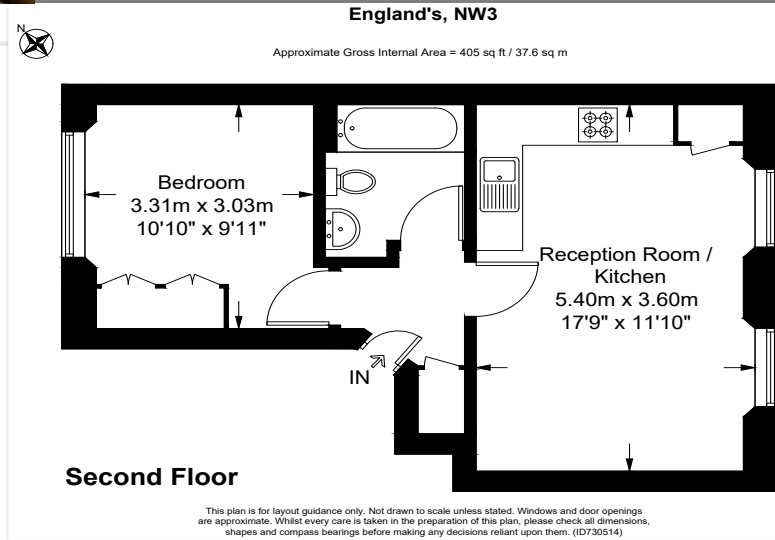 England's, NW3
N
Approximate Gross Internal Area = 405 sq ft / 37.6 sq m
Bedroom
3.31m x 3.03m
10'10" x 9'11"
Reception Room /
Kitchen
5.40m x 3.60m
17'9" x 11'10"
IN
Second Floor
This plan is for layout guidance only. Not drawn to scale unless stated. Windows and door openings
are approximate. Whilst every care is taken in the preparation of this plan, please check all dimensions,
shapes and compass bearings before making any decisions reliant upon them. (ID730514)